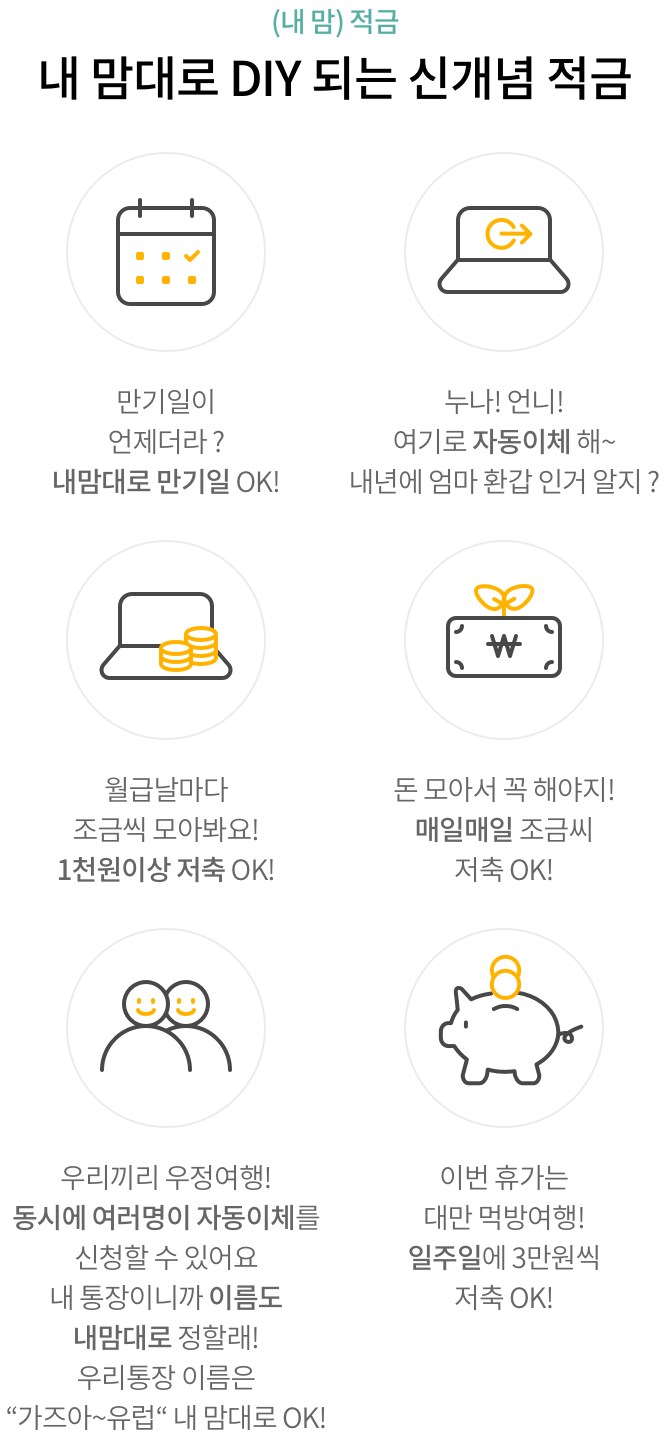 (내 맘) 적금
내 맘대로 DIY 되는 신개념 적금
만기일이
언제더라 ?
내맘대로 만기일 OK!
누나! 언니!
여기로 자동이체 해~
내년에 엄마 환갑 인거 알지 ?
월급날마다
조금씩 모아봐요!
1천원이상 저축 OK!
돈 모아서 꼭 해야지!
매일매일 조금씨
저축 OK!
우리끼리 우정여행!
동시에 여러명이 자동이체를
신청할 수 있어요
내 통장이니까 이름도
내맘대로 정할래!
우리통장 이름은
“가즈아~유럽“ 내 맘대로 OK!
이번 휴가는
대만 먹방여행!
일주일에 3만원씩
저축 OK!